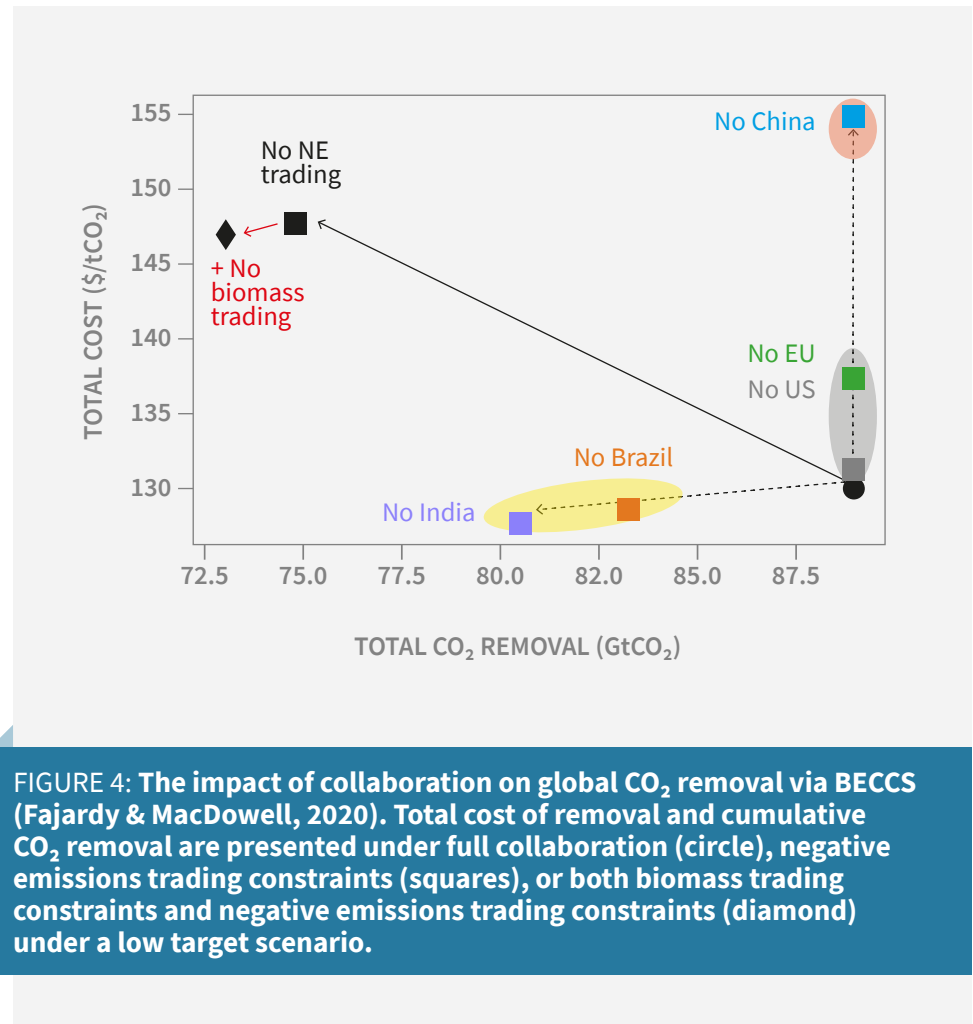 155
150
145
140
135
130
TOTAL COST ($/tCO₂)
No NE
trading
+ No
biomass
trading
No China
No EU
No US
No Brazil
No India
72.5
75.0
77.5
80.0
82.0
85.0
87.5
TOTAL CO₂ REMOVAL (GtCO₂)
FIGURE 4: The impact of collaboration on global CO₂ removal via BECCS
(Fajardy & MacDowell, 2020). Total cost of removal and cumulative
CO₂ removal are presented under full collaboration (circle), negative
emissions trading constraints (squares), or both biomass trading
constraints and negative emissions trading constraints (diamond)
under a low target scenario.